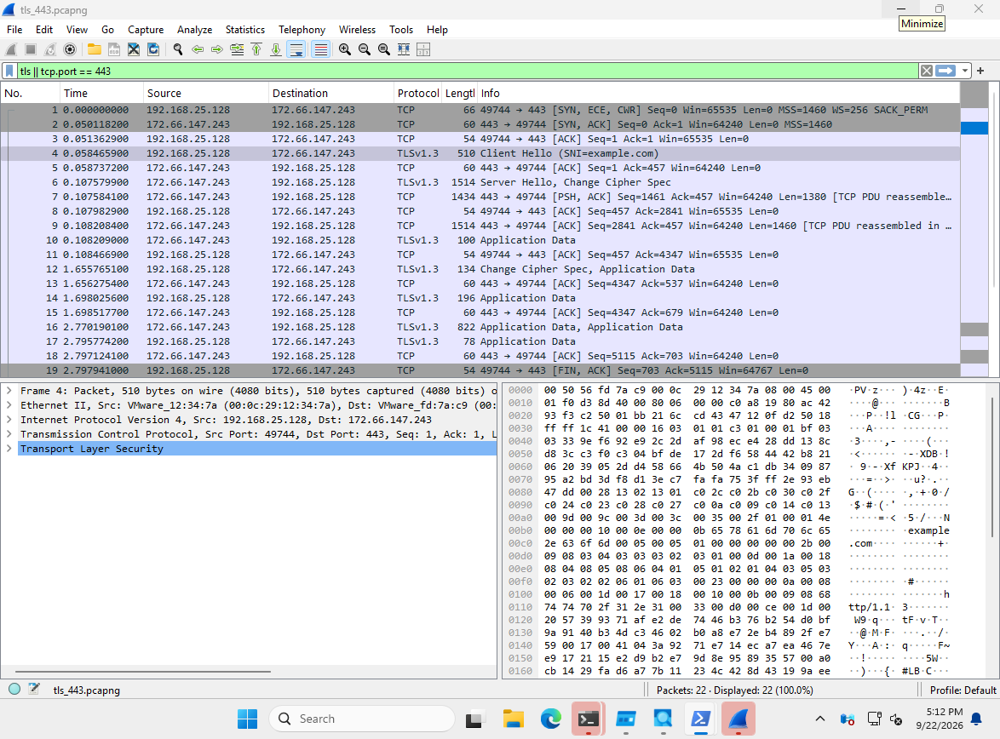 tls_443.pcapng
Minimize
File Edit View Go Capture Analyze Statistics Telephony Wireless Tools Help
tls || tcp.port == 443
No. Time Source Destination Protocol Lengtl Info
1 0.000000000 192.168.25.128 172.66.147.243 TCP 66 49744 → 443 [SYN, ECE, CWR] Seq=0 Win=65535 Len=0 MSS=1460 WS=256 SACK_PERM
2 0.050118200 172.66.147.243 192.168.25.128 TCP 60 443 → 49744 [SYN, ACK] Seq=0 Ack=1 Win=64240 Len=0 MSS=1460
3 0.051362900 192.168.25.128 172.66.147.243 TCP 54 49744 → 443 [ACK] Seq=1 Ack=1 Win=65535 Len=0
4 0.058465900 192.168.25.128 172.66.147.243 TLSv1.3 510 Client Hello (SNI=example.com)
5 0.058737200 172.66.147.243 192.168.25.128 TCP 60 443 → 49744 [ACK] Seq=1 Ack=457 Win=64240 Len=0
6 0.107579900 172.66.147.243 192.168.25.128 TLSv1.3 1514 Server Hello, Change Cipher Spec
7 0.107584100 172.66.147.243 192.168.25.128 TCP 1434 443 → 49744 [PSH, ACK] Seq=1461 Ack=457 Win=64240 Len=1380 [TCP PDU reassemble…
8 0.107982900 192.168.25.128 172.66.147.243 TCP 54 49744 → 443 [ACK] Seq=457 Ack=2841 Win=65535 Len=0
9 0.108208400 172.66.147.243 192.168.25.128 TCP 1514 443 → 49744 [ACK] Seq=2841 Ack=457 Win=64240 Len=1460 [TCP PDU reassembled in …
10 0.108209000 172.66.147.243 192.168.25.128 TLSv1.3 100 Application Data
11 0.108466900 192.168.25.128 172.66.147.243 TCP 54 49744 → 443 [ACK] Seq=457 Ack=4347 Win=65535 Len=0
12 1.655765100 192.168.25.128 172.66.147.243 TLSv1.3 134 Change Cipher Spec, Application Data
13 1.656275400 172.66.147.243 192.168.25.128 TCP 60 443 → 49744 [ACK] Seq=4347 Ack=537 Win=64240 Len=0
14 1.698025600 192.168.25.128 172.66.147.243 TLSv1.3 196 Application Data
15 1.698517700 172.66.147.243 192.168.25.128 TCP 60 443 → 49744 [ACK] Seq=4347 Ack=679 Win=64240 Len=0
16 2.770190100 172.66.147.243 192.168.25.128 TLSv1.3 822 Application Data, Application Data
17 2.795774200 192.168.25.128 172.66.147.243 TLSv1.3 78 Application Data
18 2.797124100 172.66.147.243 192.168.25.128 TCP 60 443 → 49744 [ACK] Seq=5115 Ack=703 Win=64240 Len=0
19 2.797941000 192.168.25.128 172.66.147.243 TCP 54 49744 → 443 [FIN, ACK] Seq=703 Ack=5115 Win=64767 Len=0
Frame 4: Packet, 510 bytes on wire (4080 bits), 510 bytes captured (4080 bits) o
Ethernet II, Src: VMware_12:34:7a (00:0c:29:12:34:7a), Dst: VMware_fd:7a:c9 (00:
Internet Protocol Version 4, Src: 192.168.25.128, Dst: 172.66.147.243
Transmission Control Protocol, Src Port: 49744, Dst Port: 443, Seq: 1, Ack: 1, L
Transport Layer Security
0000 00 50 56 fd 7a c9 00 0c 29 12 34 7a 08 00 45 00 ·PV·z··· )·4z··E·
0010 01 f0 d3 8d 40 00 80 06 00 00 c0 a8 19 80 ac 42 ····@··· ·······B
0020 93 f3 c2 50 01 bb 21 6c cd 43 47 12 0f d2 50 18 ···P··!l ·CG···P·
0030 ff ff 1c 41 00 00 16 03 01 01 c3 01 00 01 bf 03 ···A···· ········
0040 03 33 9e f6 92 e9 2c 2d af 98 ec e4 28 dd 13 8c ·3····,- ····(···
0050 d8 3c c3 f0 c3 04 bf de 17 2d f6 58 44 42 b8 21 ·<······ ·-·XDB·!
0060 06 20 39 05 2d d4 58 66 4b 50 4a c1 db 34 09 87 · 9·-·Xf KPJ··4··
0070 95 a2 bd 3d f8 d1 3e c7 fa fa 75 3f ff 2e 93 eb ···=··>· ··u?·.··
0080 47 dd 00 28 13 02 13 01 c0 2c c0 2b c0 30 c0 2f G··(···· ·,·+·0·/
0090 c0 24 c0 23 c0 28 c0 27 c0 0a c0 09 c0 14 c0 13 ·$·#·(·' ········
00a0 00 9d 00 9c 00 3d 00 3c 00 35 00 2f 01 00 01 4e ·····=·< ·5·/···N
00b0 00 00 00 10 00 0e 00 00 0b 65 78 61 6d 70 6c 65 ········ ·example
00c0 2e 63 6f 6d 00 05 00 05 01 00 00 00 00 00 2b 00 .com···· ······+·
00d0 09 08 03 04 03 03 03 02 03 01 00 0d 00 1a 00 18 ········ ········
00e0 08 04 08 05 08 06 04 01 05 01 02 01 04 03 05 03 ········ ········
00f0 02 03 02 02 06 01 06 03 00 23 00 00 00 0a 00 08 ········ ·#······
0100 00 06 00 1d 00 17 00 18 00 10 00 0b 00 09 08 68 ········ ·······h
0110 74 74 70 2f 31 2e 31 00 33 00 d0 00 ce 00 1d 00 ttp/1.1· 3·······
0120 20 57 39 93 71 af e2 de 74 46 b3 76 b2 54 d0 bf W9·q··· tF·v·T··
0130 9a 91 40 b3 4d c3 46 02 b0 a8 e7 2e b4 89 2f e7 ··@·M·F· ···.··/·
0140 59 00 17 00 41 04 3a 92 71 e7 14 ec a7 ea 46 7e Y···A·:· q·····F~
0150 e9 17 21 15 e2 d9 b2 e7 9d 8e 95 89 35 57 00 a0 ··!····· ····5W··
0160 cb 14 29 fa d6 a7 7b 11 23 4c 42 8d 43 19 9a ee ··)···{· #LB·C···
tls_443.pcapng
Packets: 22 · Displayed: 22 (100.0%)
Profile: Default
Search
5:12 PM
9/22/2026